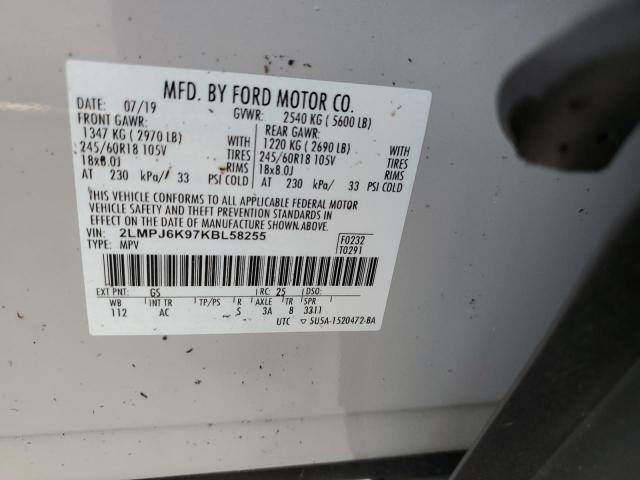 MFD. BY FORD MOTOR CO.
DATE: 07/19 GVWR: 2540 KG ( 5600 LB)
FRONT GAWR: REAR GAWR:
1347 KG ( 2970 LB) WITH 1220 KG ( 2690 LB) WITH
245/60R18 105V TIRES 245/60R18 105V TIRES
18x8.0J RIMS 18x8.0J RIMS
AT 230 kPa/ 33 PSI COLD AT 230 kPa/ 33 PSI COLD
THIS VEHICLE CONFORMS TO ALL APPLICABLE FEDERAL MOTOR
VEHICLE SAFETY AND THEFT PREVENTION STANDARDS IN
EFFECT ON THE DATE OF MANUFACTURE SHOWN ABOVE.
VIN: 2LMPJ6K97KBL58255 F0232
TYPE: MPV T0291
EXT PNT: G5 RC: 25 DSO:
WB INT TR TP/PS R AXLE TR SPR
112 AC S 3A 8 3311
UTC 5U5A-1520472-BA